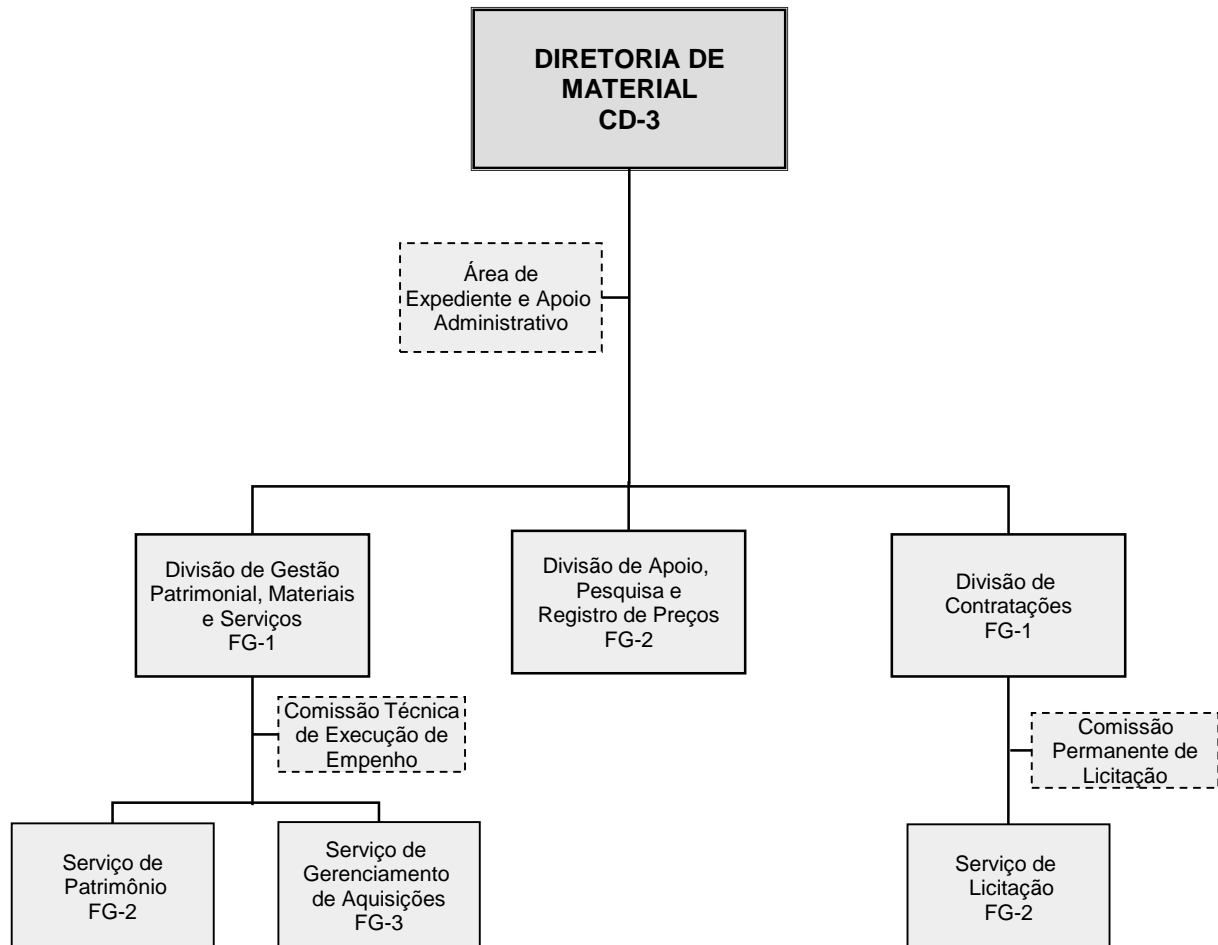 DIRETORIA DE
MATERIAL
CD-3
Área de
Expediente e Apoio
Administrativo
Divisão de Gestão
Patrimonial, Materiais
e Serviços
FG-1
Divisão de Apoio,
Pesquisa e
Registro de Preços
FG-2
Divisão de
Contratações
FG-1
Comissão Técnica
de Execução de
Empenho
Comissão
Permanente de
Licitação
Serviço de
Patrimônio
FG-2
Serviço de
Gerenciamento
de Aquisições
FG-3
Serviço de
Licitação
FG-2